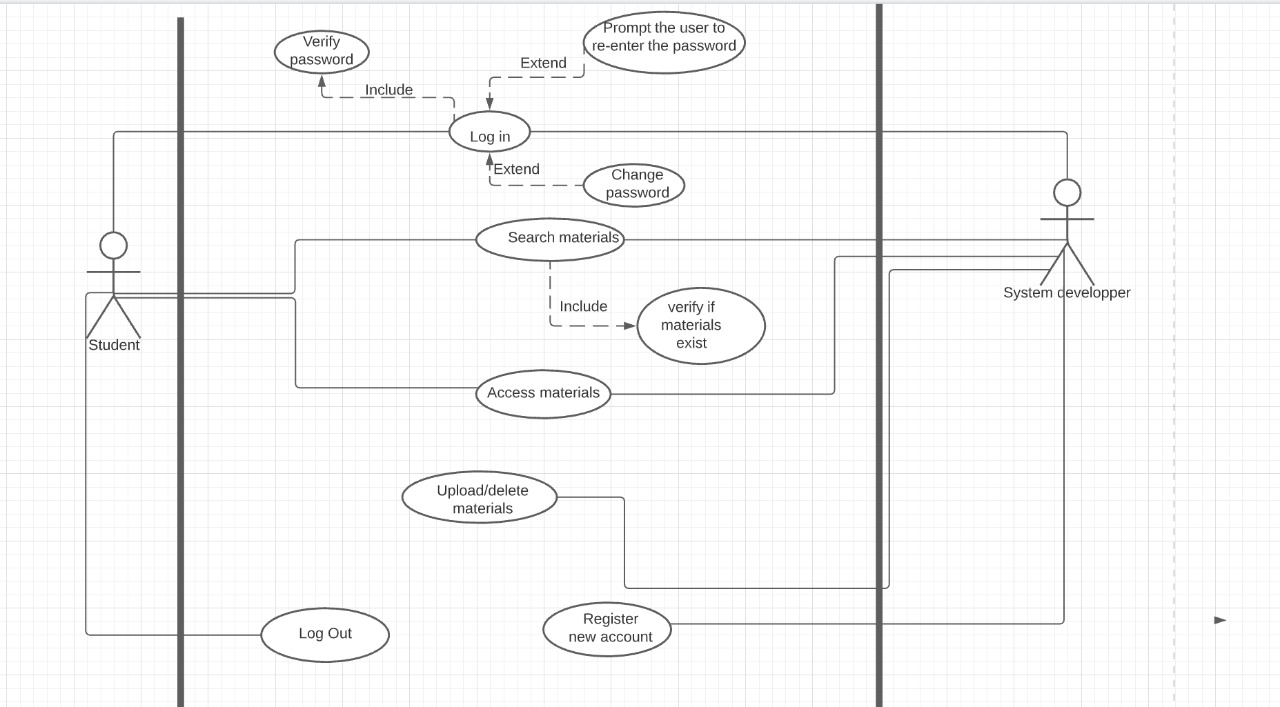 Prompt the user to
re-enter the password
Verify
password
Extend
Include
Log in
Extend
Change
password
Search materials
System developper
Include
verify if
materials
exist
Student
Access materials
Upload/delete
materials
Register
new account
Log Out